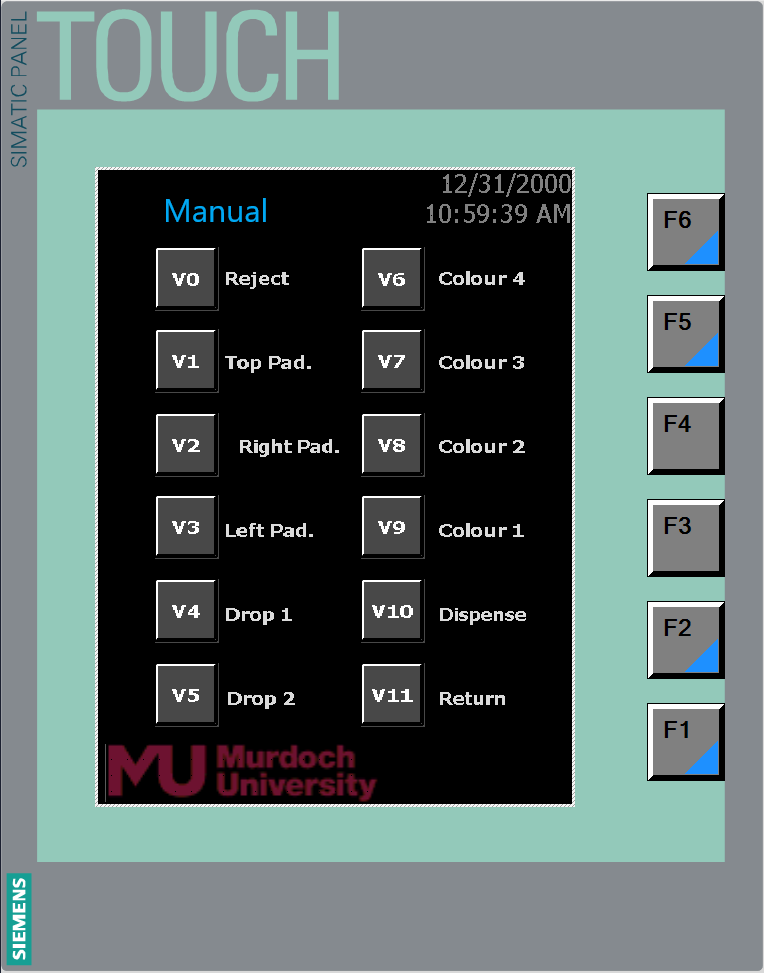 SIMATIC PANEL
TOUCH
12/31/2000
Manual
10:59:39 AM
V0 Reject V6 Colour 4
V1 Top Pad. V7 Colour 3
V2 Right Pad. V8 Colour 2
V3 Left Pad. V9 Colour 1
V4 Drop 1 V10 Dispense
V5 Drop 2 V11 Return
MU Murdoch
University
F6
F5
F4
F3
F2
F1
SIEMENS